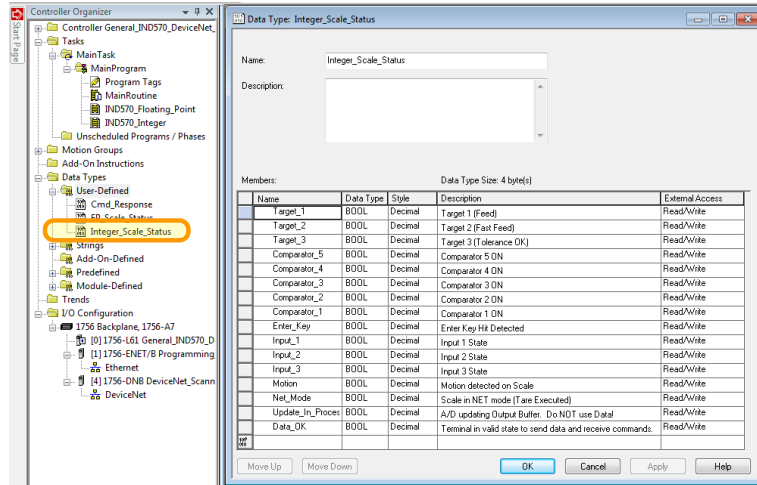 Start Page
Controller Organizer
Controller General_IND570_DeviceNet_
Tasks
MainTask
MainProgram
Program Tags
MainRoutine
IND570_Floating_Point
IND570_Integer
Unscheduled Programs / Phases
Motion Groups
Add-On Instructions
Data Types
User-Defined
Cmd_Response
FP_Scale_Status
Integer_Scale_Status
Strings
Add-On-Defined
Predefined
Module-Defined
Trends
I/O Configuration
1756 Backplane, 1756-A7
[0] 1756-L61 General_IND570_D
[1] 1756-ENET/B Programming_
Ethernet
[4] 1756-DNB DeviceNet_Scann
DeviceNet
Data Type: Integer_Scale_Status
Name: Integer_Scale_Status
Description:
Members: Data Type Size: 4 byte(s)
Name Data Type Style Description External Access
Target_1 BOOL Decimal Target 1 (Feed) Read/Write
Target_2 BOOL Decimal Target 2 (Fast Feed) Read/Write
Target_3 BOOL Decimal Target 3 (Tolerance OK) Read/Write
Comparator_5 BOOL Decimal Comparator 5 ON Read/Write
Comparator_4 BOOL Decimal Comparator 4 ON Read/Write
Comparator_3 BOOL Decimal Comparator 3 ON Read/Write
Comparator_2 BOOL Decimal Comparator 2 ON Read/Write
Comparator_1 BOOL Decimal Comparator 1 ON Read/Write
Enter_Key BOOL Decimal Enter Key Hit Detected Read/Write
Input_1 BOOL Decimal Input 1 State Read/Write
Input_2 BOOL Decimal Input 2 State Read/Write
Input_3 BOOL Decimal Input 3 State Read/Write
Motion BOOL Decimal Motion detected on Scale Read/Write
Net_Mode BOOL Decimal Scale in NET mode (Tare Executed) Read/Write
Update_In_Proces BOOL Decimal A/D updating Output Buffer. Do NOT use Data! Read/Write
Data_OK BOOL Decimal Terminal in valid state to send data and receive commands. Read/Write
Move Up Move Down OK Cancel Apply Help